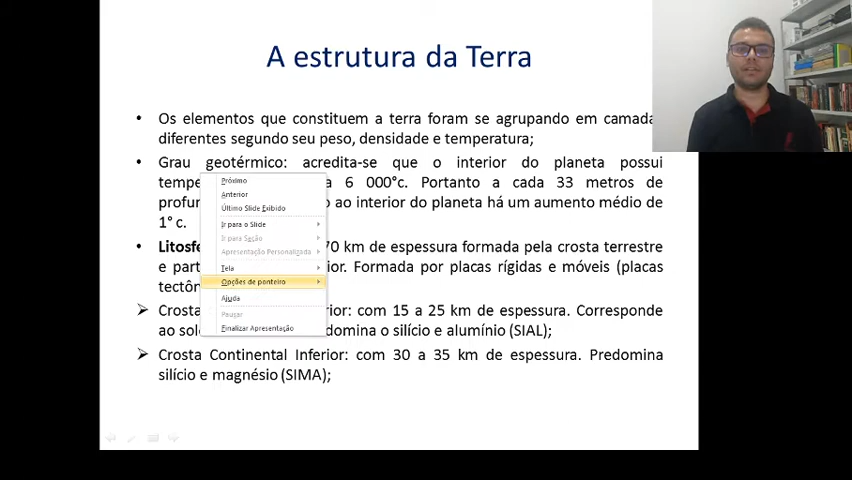 A estrutura da Terra
• Os elementos que constituem a terra foram se agrupando em camada
diferentes segundo seu peso, densidade e temperatura;
• Grau geotérmico: acredita-se que o interior do planeta possui
tempe a 6 000°c. Portanto a cada 33 metros de
profun o ao interior do planeta há um aumento médio de
1° c.
• Litosfe 70 km de espessura formada pela crosta terrestre
e part ior. Formada por placas rígidas e móveis (placas
tectôn
➢ Crosta rior: com 15 a 25 km de espessura. Corresponde
ao solo domina o silício e alumínio (SIAL);
➢ Crosta Continental Inferior: com 30 a 35 km de espessura. Predomina
silício e magnésio (SIMA);
Próximo
Anterior
Último Slide Exibido
Ir para o Slide
Ir para Seção
Apresentação Personalizada
Tela
Opções de ponteiro
Ajuda
Pausar
Finalizar Apresentação